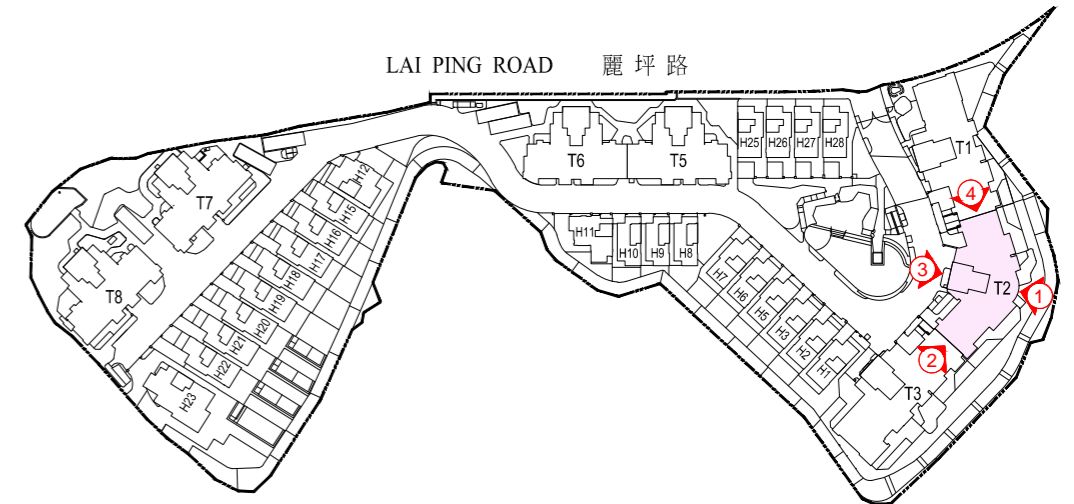 LAI PING ROAD 麗坪路
T1
T2
T3
T5
T6
T7
T8
H1
H2
H3
H5
H6
H7
H8
H9
H10
H11
H12
H15
H16
H17
H18
H19
H20
H21
H22
H23
H25
H26
H27
H28
1
2
3
4